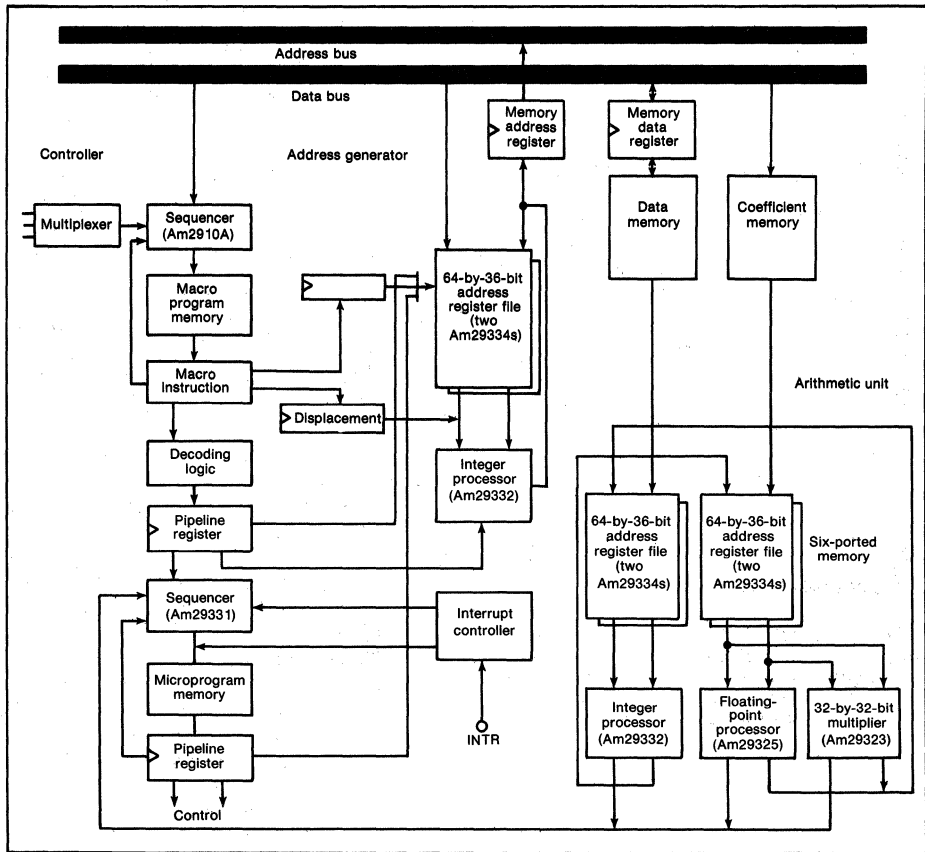 Address bus
Data bus
Controller
Address generator
Memory
address
register
Memory
data
register
Multiplexer
Sequencer
(Am2910A)
Data
memory
Coefficient
memory
Macro
program
memory
64-by-36-bit
address
register file
(two
Am29334s)
Macro
instruction
Arithmetic unit
Displacement
Decoding
logic
Integer
processor
(Am29332)
Pipeline
register
64-by-36-bit
address
register file
(two
Am29334s)
64-by-36-bit
address
register file
(two
Am29334s)
Six-ported
memory
Sequencer
(Am29331)
Interrupt
controller
Microprogram
memory
INTR
Integer
processor
(Am29332)
Floating-
point
processor
(Am29325)
32-by-32-bit
multiplier
(Am29323)
Pipeline
register
Control